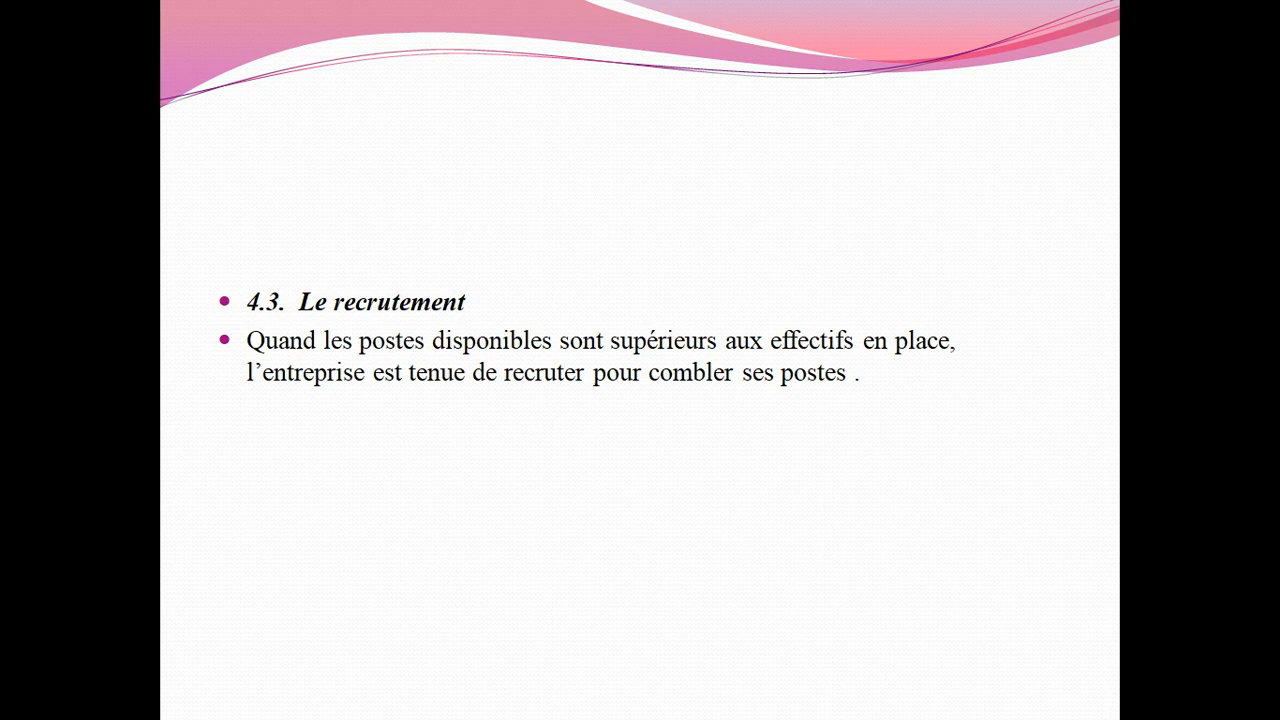 • 4.3. Le recrutement
• Quand les postes disponibles sont supérieurs aux effectifs en place,
l’entreprise est tenue de recruter pour combler ses postes .